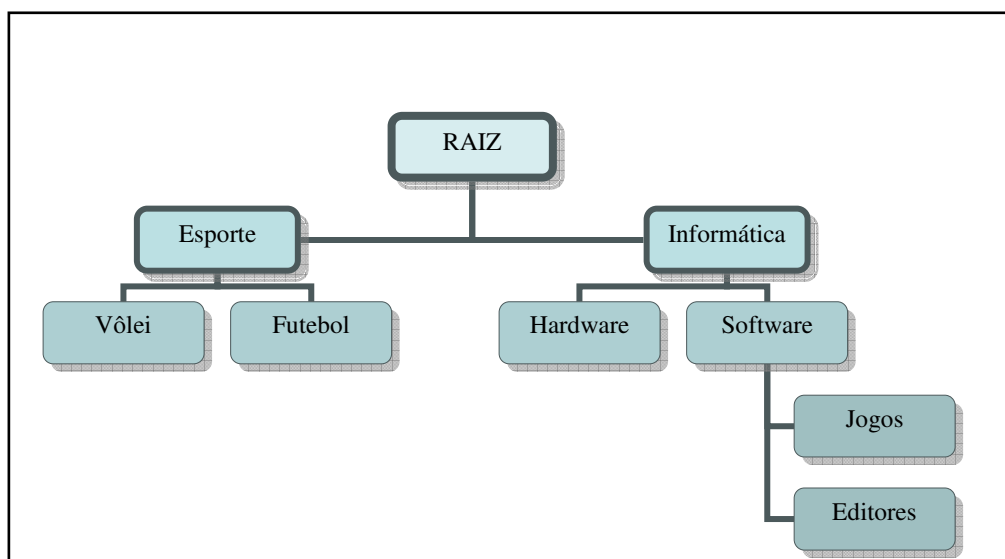 RAIZ
Esporte
Informática
Vôlei
Futebol
Hardware
Software
Jogos
Editores